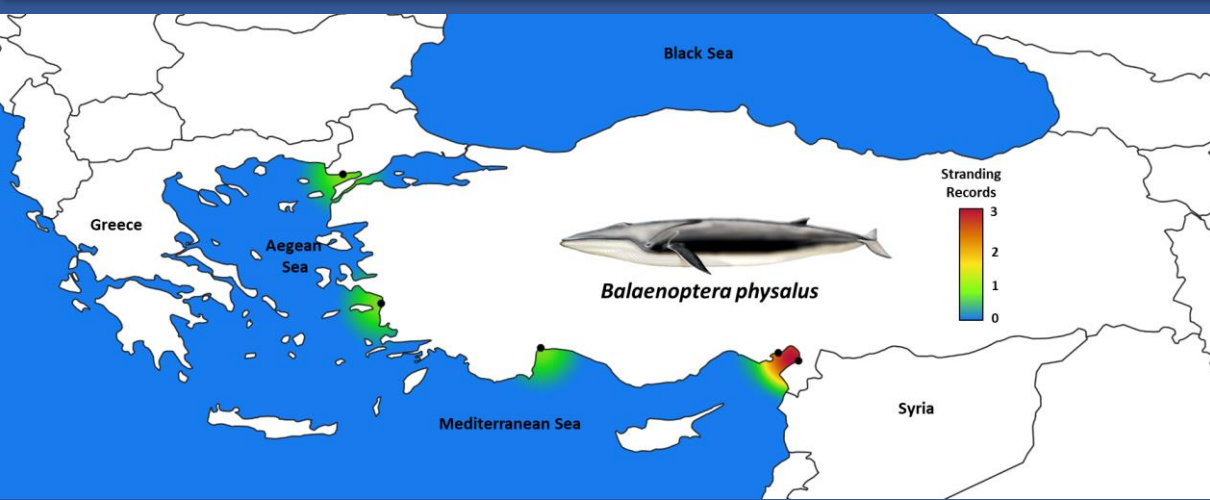 Black Sea
Stranding
Records
3
Greece
Aegean
Sea
2
Balaenoptera physalus
1
0
Syria
Mediterranean Sea